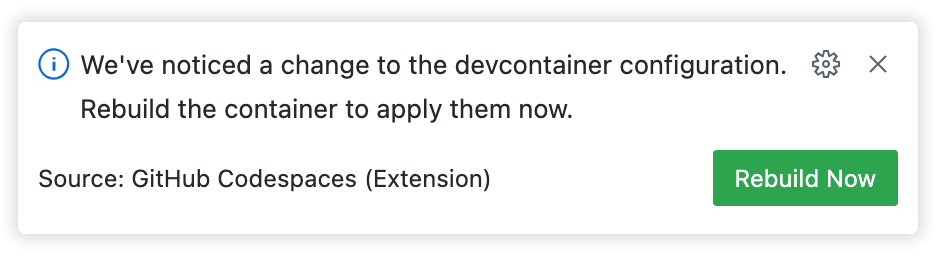 We've noticed a change to the devcontainer configuration.
Rebuild the container to apply them now.
Source: GitHub Codespaces (Extension)
Rebuild Now